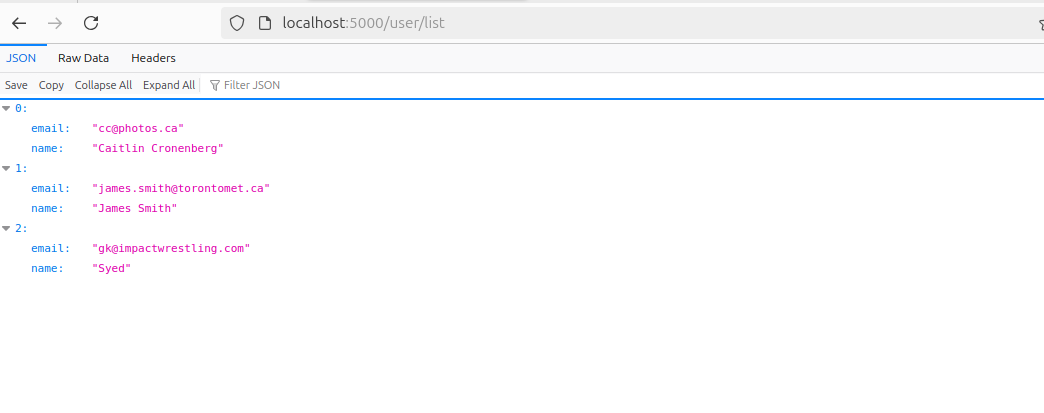 localhost:5000/user/list
JSON Raw Data Headers
Save Copy Collapse All Expand All Filter JSON
0:
email: "cc@photos.ca"
name: "Caitlin Cronenberg"
1:
email: "james.smith@torontomet.ca"
name: "James Smith"
2:
email: "gk@impactwrestling.com"
name: "Syed"